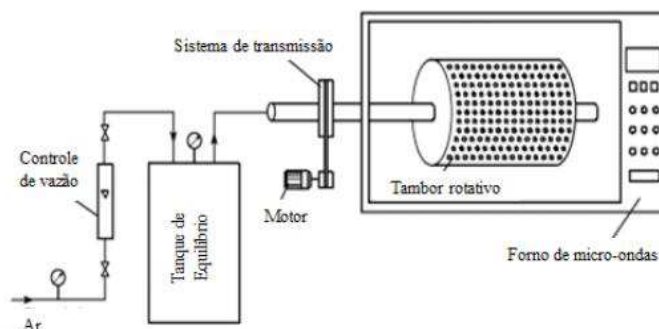 Sistema de transmissão
Controle
de vazão
Tanque de
Equilíbrio
Motor
Tambor rotativo
Forno de micro-ondas
Ar